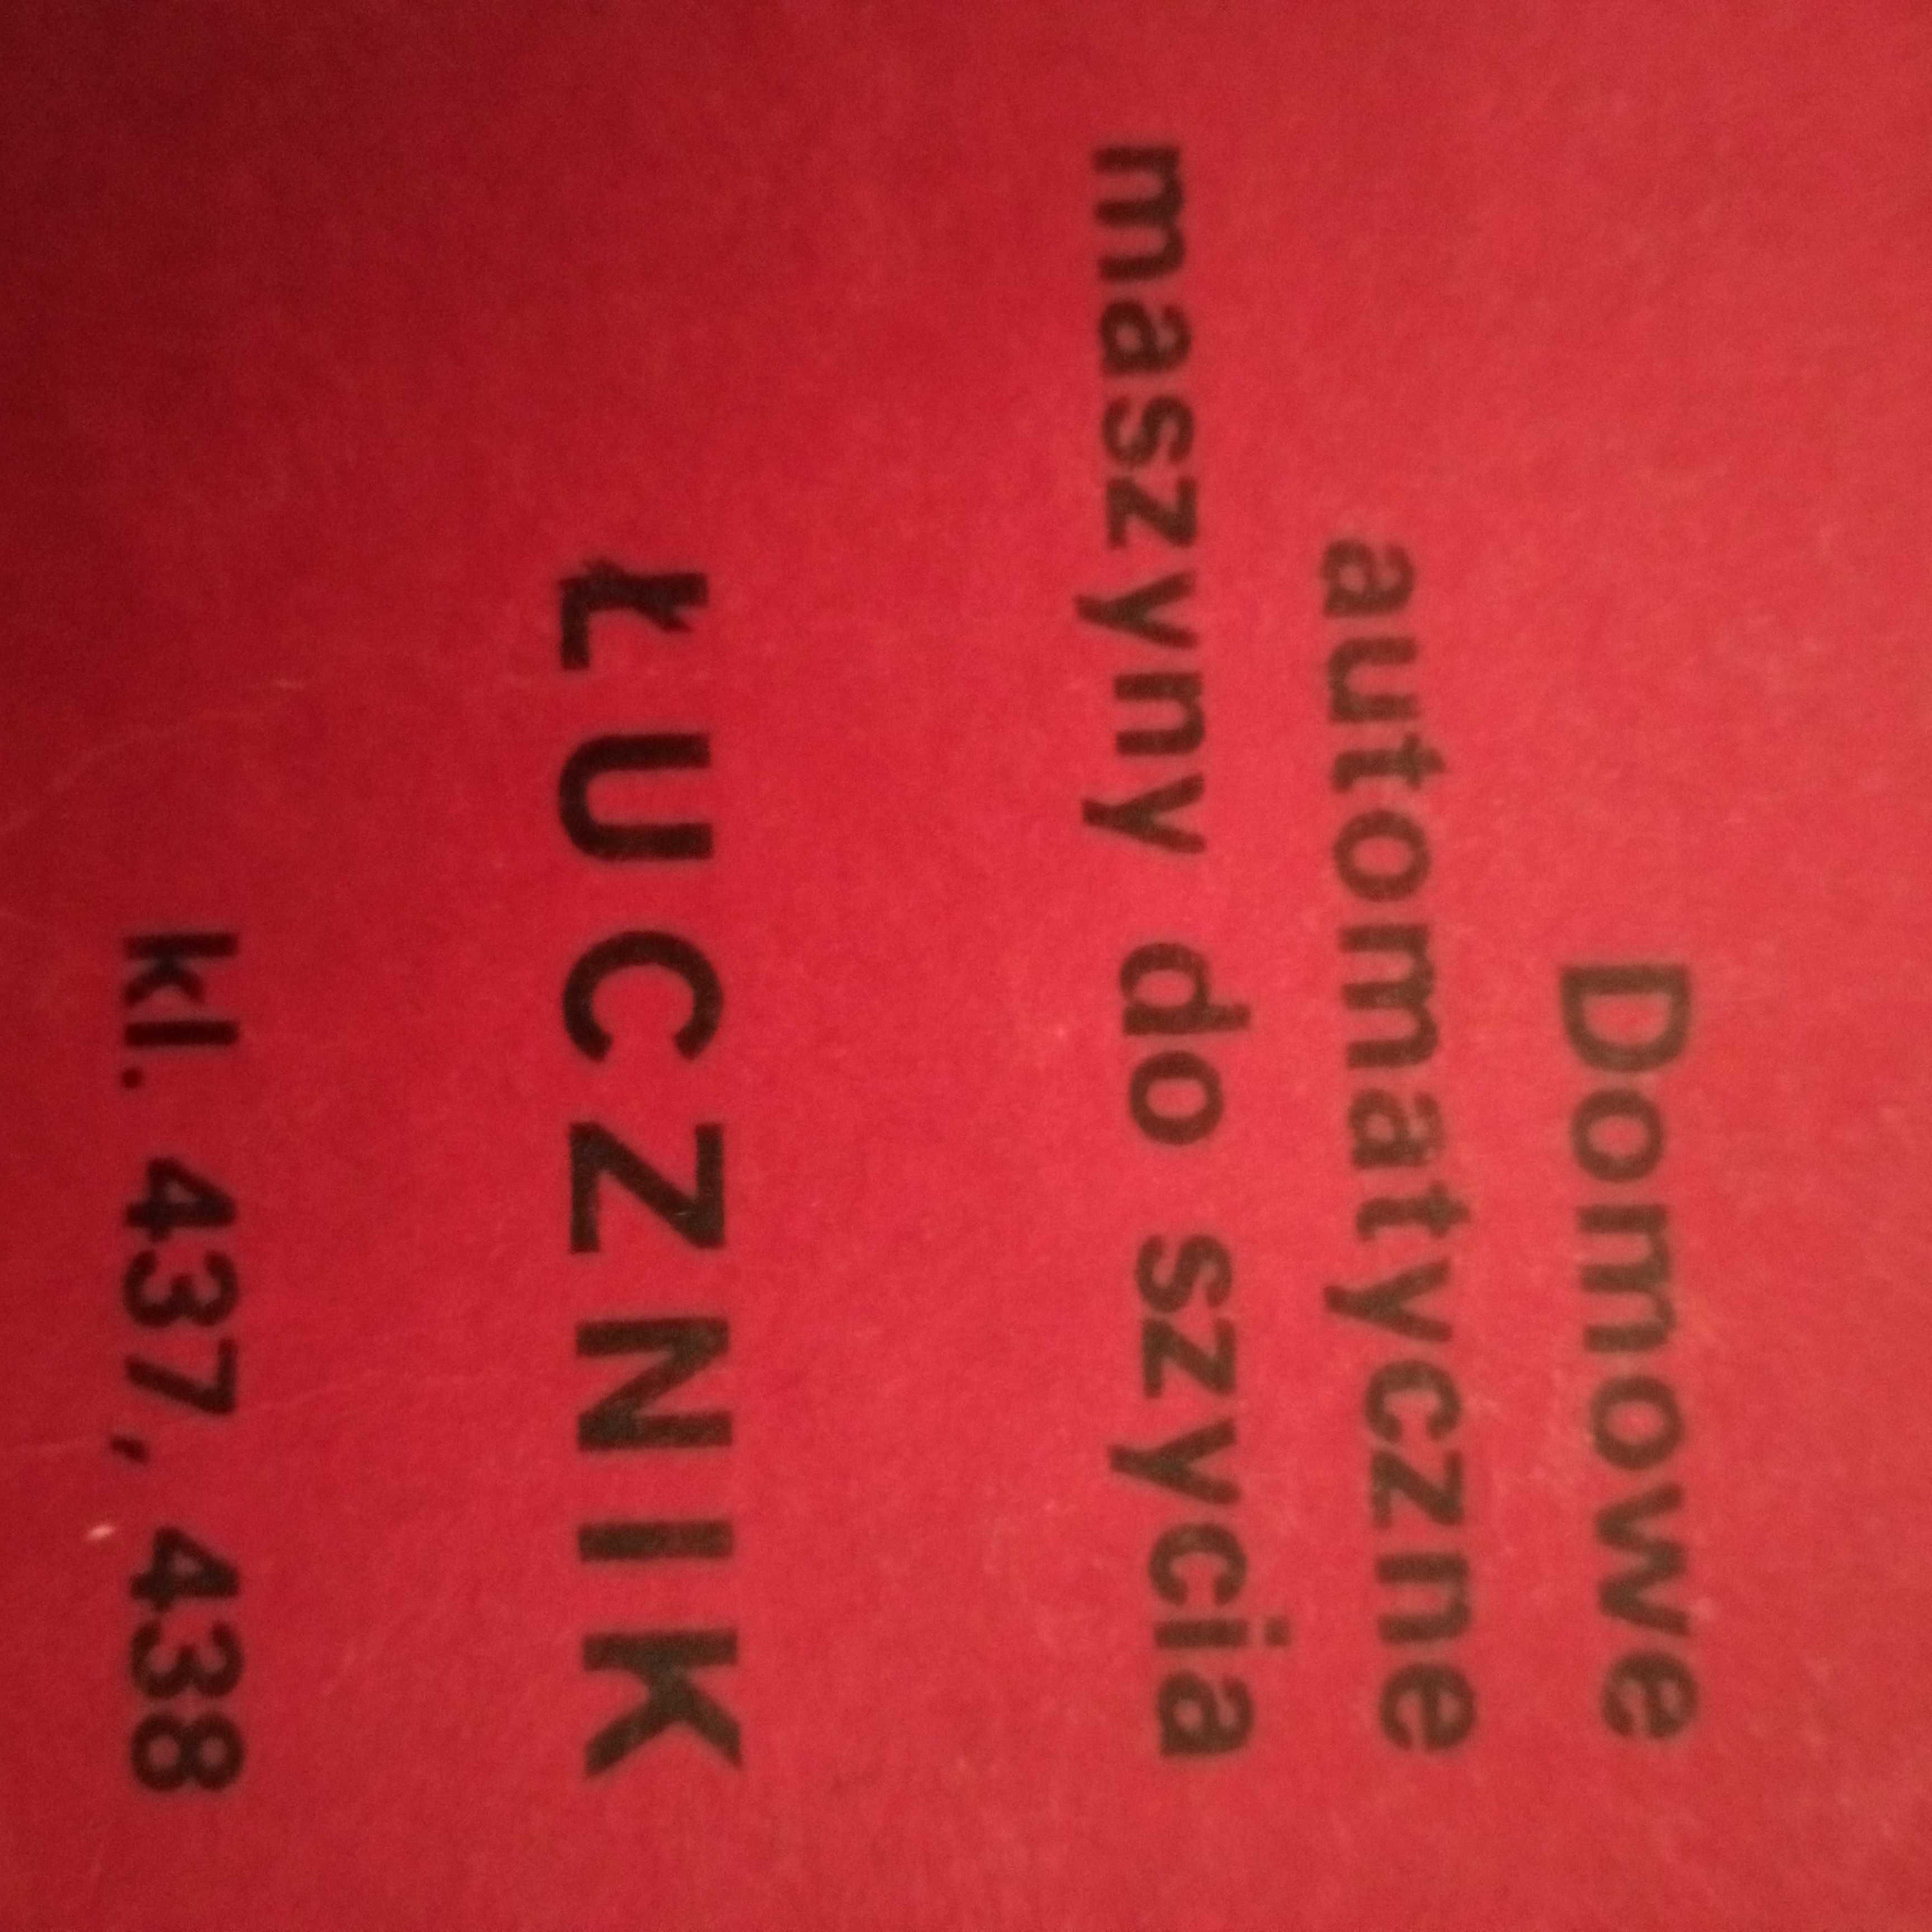 Domowe
automatyczne
maszyny do szycia
ŁUCZNIK
kl. 437, 438